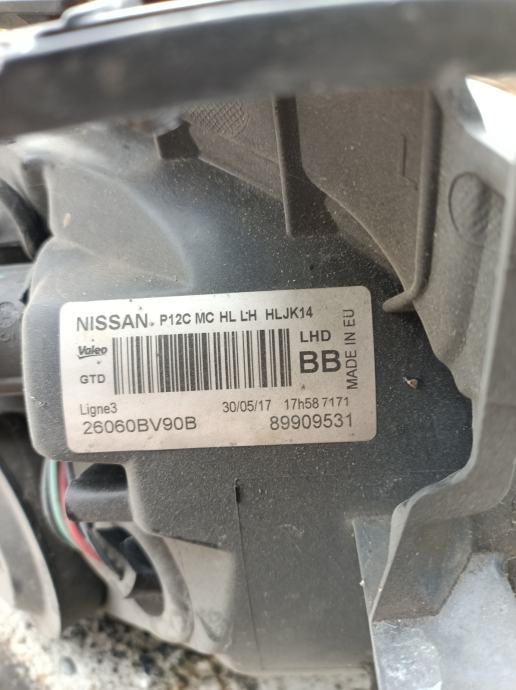 NISSAN P12C MC HL LH HLJK14
Valeo
LHD
GTD
BB
MADE IN EU
Ligne3 30/05/17 17h58 7171
26060BV90B 89909531